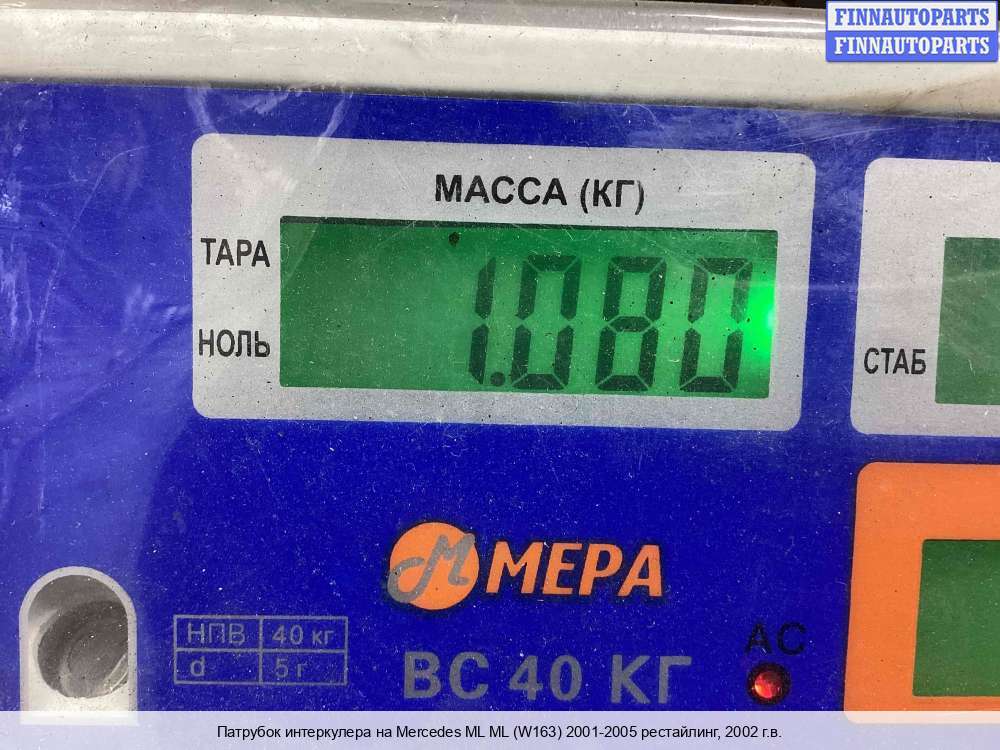 FINNAUTOPARTS
FINNAUTOPARTS
МАССА (КГ)
ТАРА
1.080
НОЛЬ
СТАБ
М МЕРА
НПВ 40 кг
d 5 г
ВС 40 КГ
AC
Патрубок интеркулера на Mercedes ML ML (W163) 2001-2005 рестайлинг, 2002 г.в.